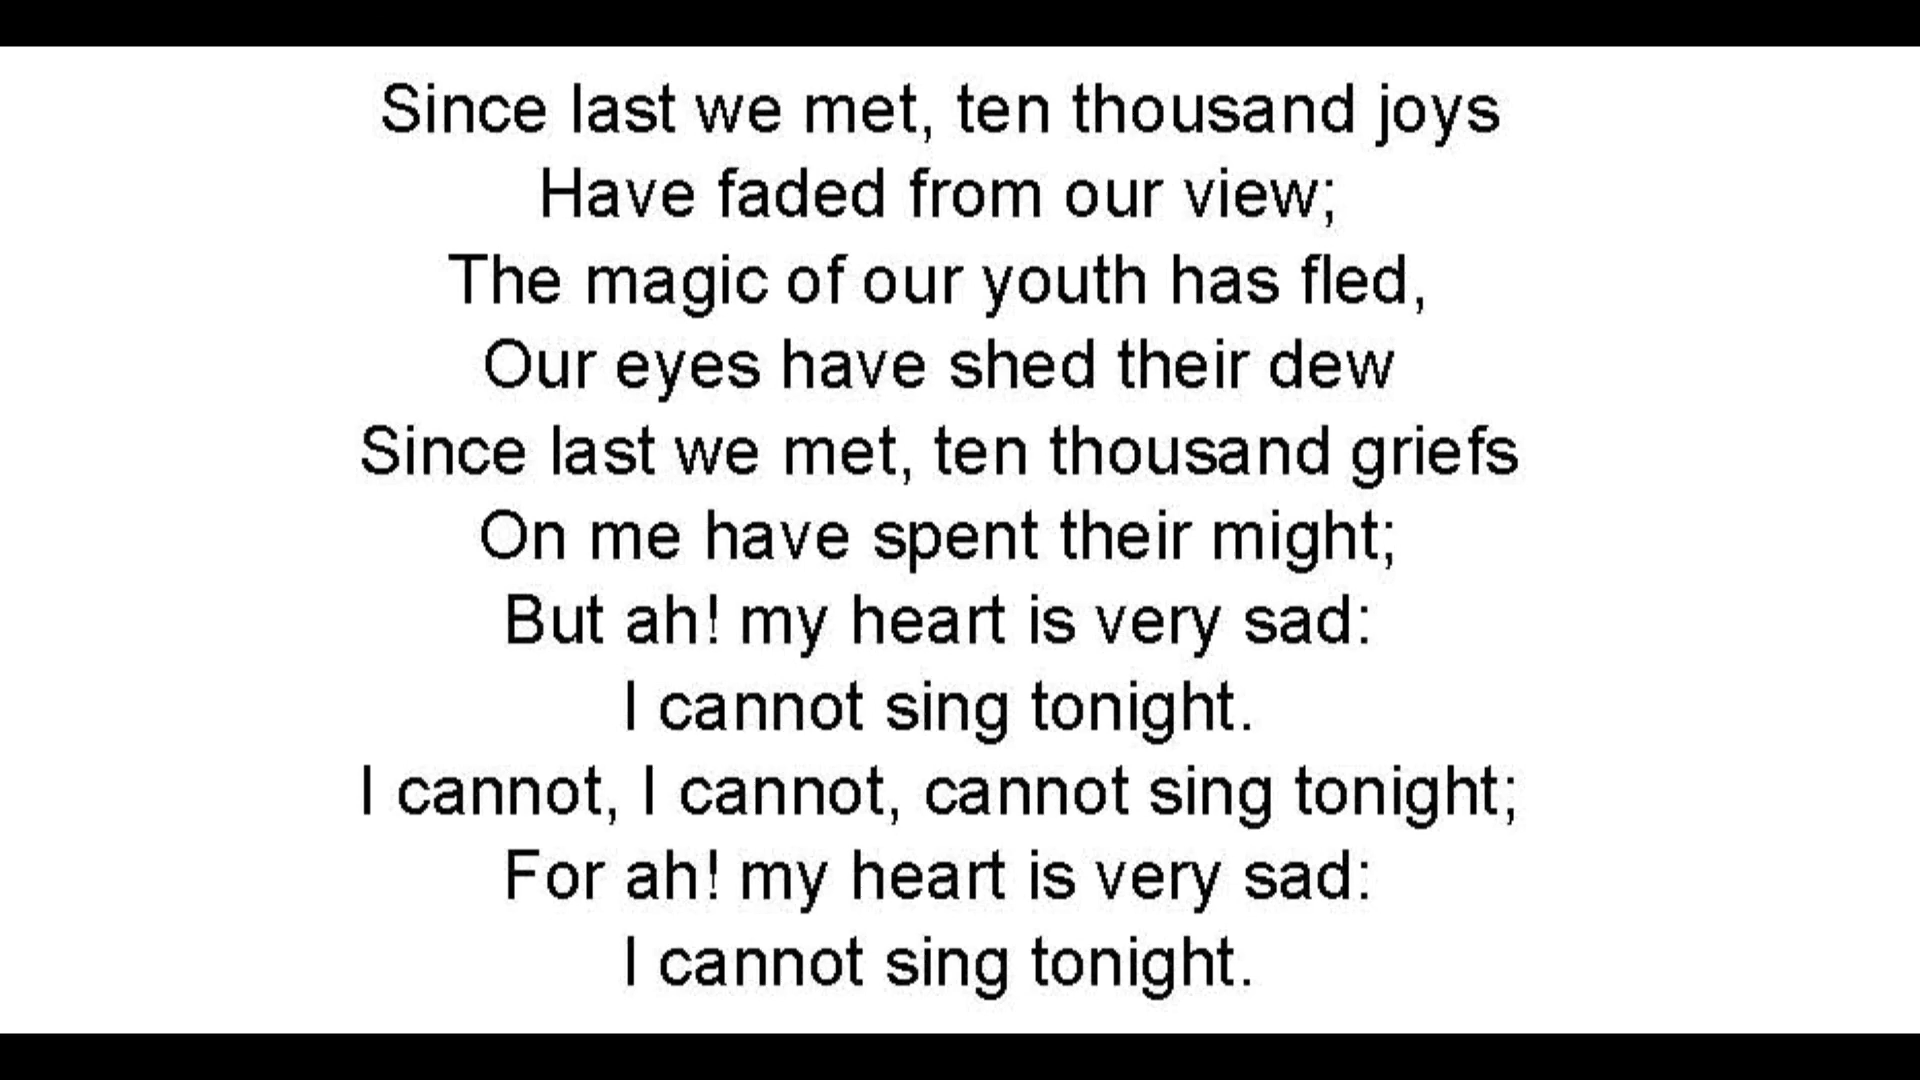 Since last we met, ten thousand joys
Have faded from our view;
The magic of our youth has fled,
Our eyes have shed their dew
Since last we met, ten thousand griefs
On me have spent their might;
But ah! my heart is very sad:
I cannot sing tonight.
I cannot, I cannot, cannot sing tonight;
For ah! my heart is very sad:
I cannot sing tonight.